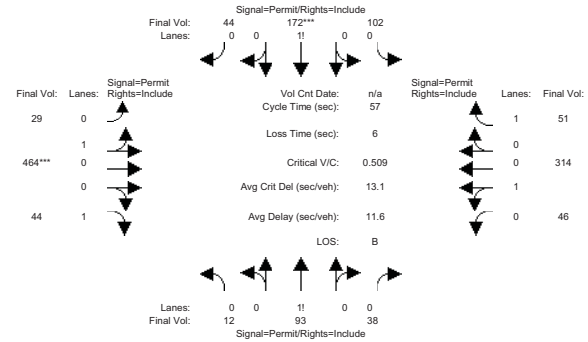 Signal=Permit/Rights=Include
Final Vol: 44 172*** 102
Lanes: 0 0 1! 0 0
Signal=Permit
Final Vol: Lanes: Rights=Include
Vol Cnt Date: n/a
Signal=Permit
Rights=Include Lanes: Final Vol:
Cycle Time (sec): 57
29 0
1 51
Loss Time (sec): 6
1
0
464*** 0
Critical V/C: 0.509
0 314
0
Avg Crit Del (sec/veh): 13.1
1
44 1
Avg Delay (sec/veh): 11.6
0 46
LOS: B
Lanes: 0 0 1! 0 0
Final Vol: 12 93 38
Signal=Permit/Rights=Include